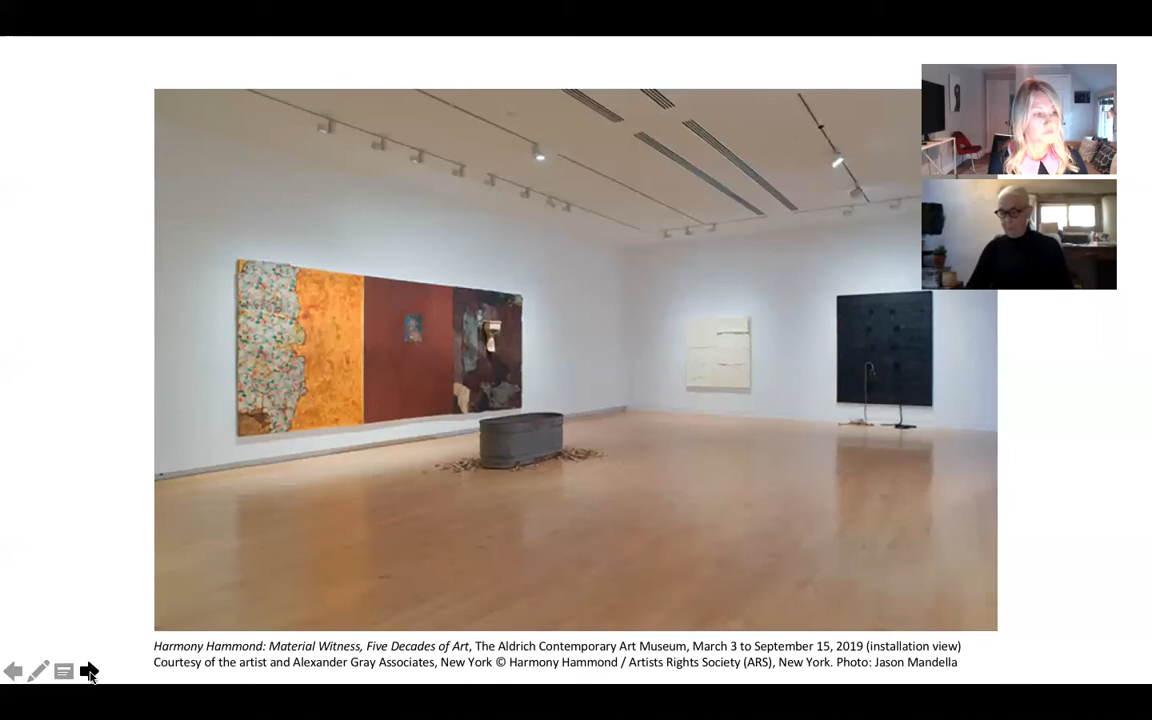 Harmony Hammond: Material Witness, Five Decades of Art, The Aldrich Contemporary Art Museum, March 3 to September 15, 2019 (installation view)
Courtesy of the artist and Alexander Gray Associates, New York © Harmony Hammond / Artists Rights Society (ARS), New York. Photo: Jason Mandella